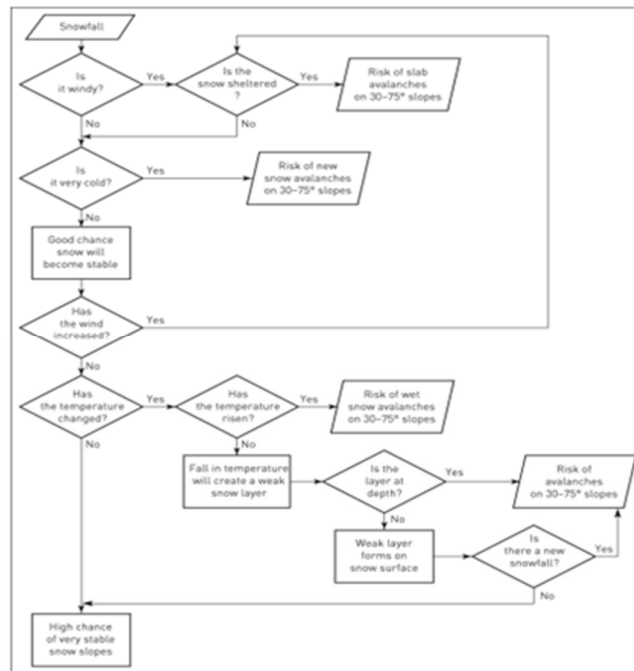 Snowfall
Is
it windy?
Yes
Is the
snow sheltered
?
Yes
Risk of slab
avalanches
on 30–75° slopes
No
No
Is
it very cold?
Yes
Risk of new
snow avalanches
on 30–75° slopes
No
Good chance
snow will
become stable
Has
the wind
increased?
Yes
No
Has
the temperature
changed?
Yes
Has
the temperature
risen?
Yes
Risk of wet
snow avalanches
on 30–75° slopes
No
No
Fall in temperature
will create a weak
snow layer
Is the
layer at
depth?
Yes
Risk of
avalanches
on 30–75° slopes
No
Weak layer
forms on
snow surface
Is
there a new
snowfall?
Yes
No
High chance
of very stable
snow slopes